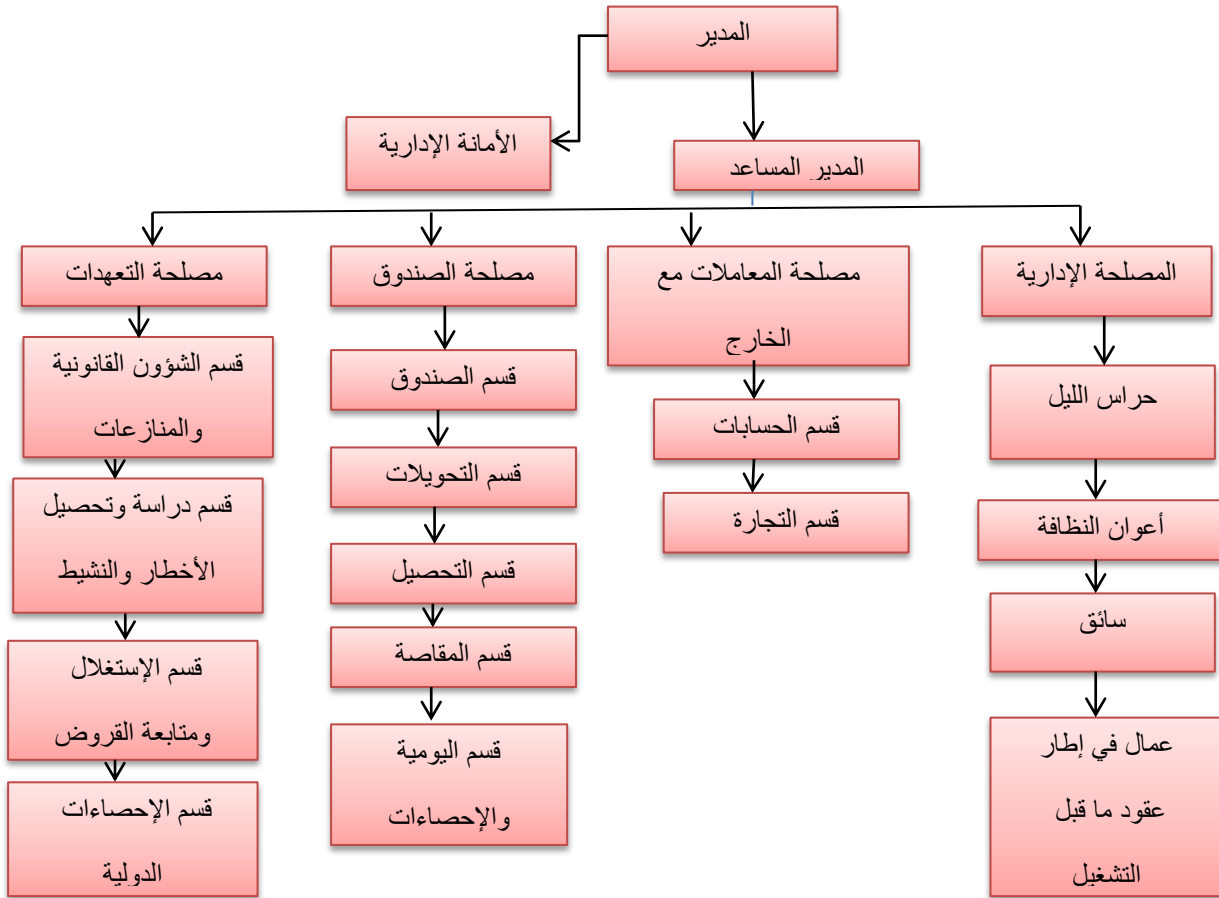 المدير
الأمانة الإدارية
المدير المساعد
المصلحة الإدارية
حراس الليل
أعوان النظافة
سائق
عمال في إطار
عقود ما قبل
التشغيل
مصلحة المعاملات مع
الخارج
قسم الحسابات
قسم التجارة
مصلحة الصندوق
قسم الصندوق
قسم التحويلات
قسم التحصيل
قسم المقاصة
قسم اليومية
والإحصاءات
مصلحة التعهدات
قسم الشؤون القانونية
والمنازعات
قسم دراسة وتحصيل
الأخطار والنشيط
قسم الإستغلال
ومتابعة القروض
قسم الإحصاءات
الدولية